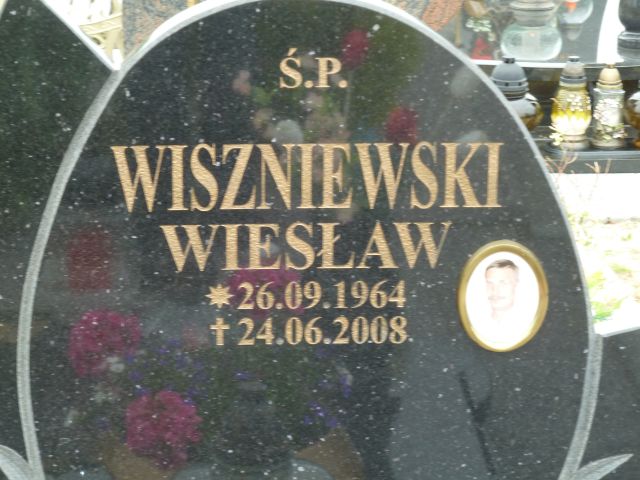 Ś.P.
WISZNIEWSKI
WIESŁAW
✷26.09.1964
✝24.06.2008